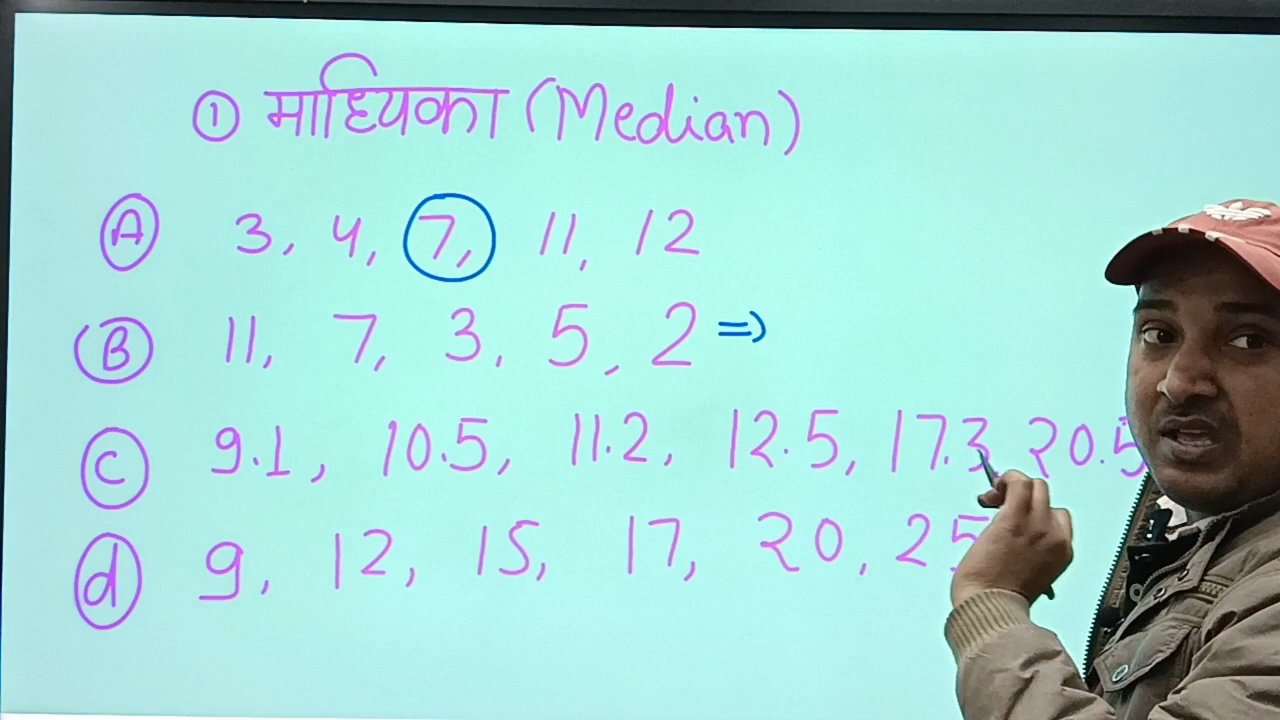 ① माध्यिका (Median)
(A) 3, 4, 7, 11, 12
(B) 11, 7, 3, 5, 2 ⇒
(C) 9.1, 10.5, 11.2, 12.5, 17.3, 20.5
(d) 9, 12, 15, 17, 20, 25